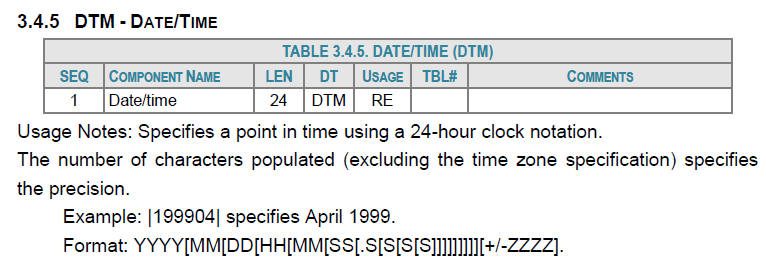 3.4.5 DTM - DATE/TIME
TABLE 3.4.5. DATE/TIME (DTM)
SEQ COMPONENT NAME LEN DT USAGE TBL# COMMENTS
1 Date/time 24 DTM RE
Usage Notes: Specifies a point in time using a 24-hour clock notation.
The number of characters populated (excluding the time zone specification) specifies
the precision.
Example: |199904| specifies April 1999.
Format: YYYY[MM[DD[HH[MM[SS[.S[S[S[S]]]]]]]]][+/-ZZZZ].